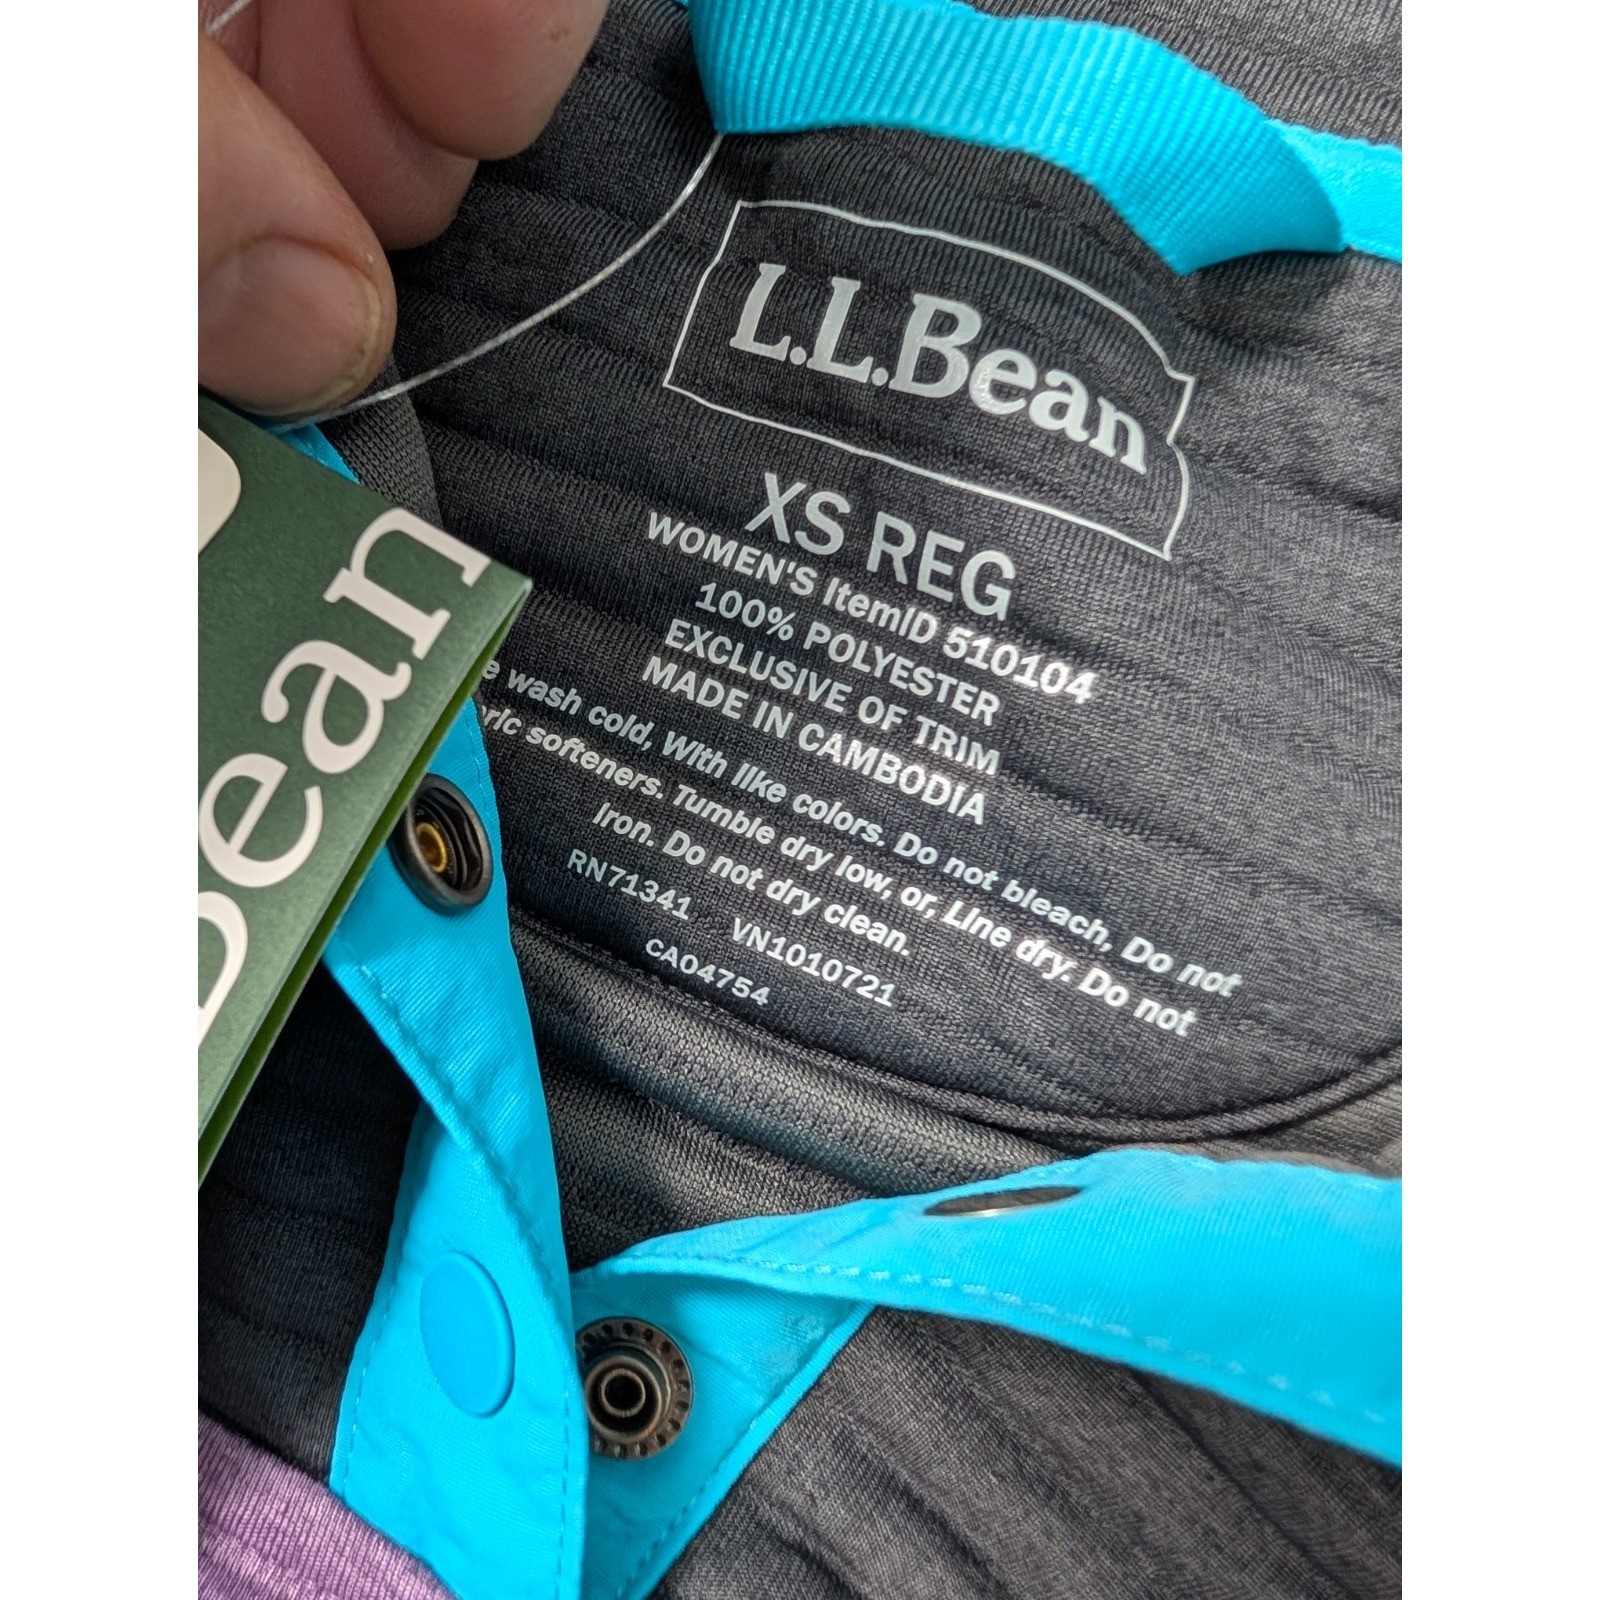 L.L.Bean
XS REG
WOMEN'S ItemID 510104
100% POLYESTER
EXCLUSIVE OF TRIM
MADE IN CAMBODIA
wash cold, With like colors. Do not bleach, Do not
softeners. Tumble dry low, or, Line dry. Do not
Iron. Do not dry clean.
RN71341 VN1010721
CA04754
Bean